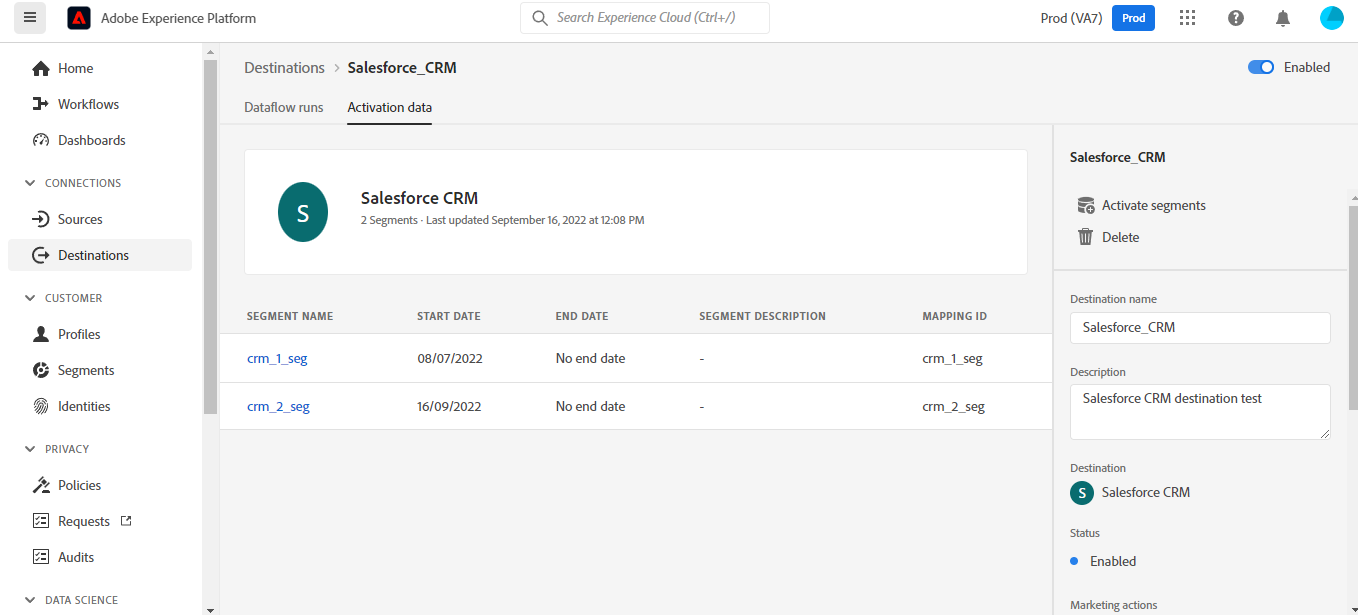 Adobe Experience Platform
Search Experience Cloud (Ctrl+/)
Prod (VA7)
Prod
Home
Workflows
Dashboards
CONNECTIONS
Sources
Destinations
CUSTOMER
Profiles
Segments
Identities
PRIVACY
Policies
Requests
Audits
DATA SCIENCE
Destinations > Salesforce_CRM
Enabled
Dataflow runs
Activation data
S
Salesforce CRM
2 Segments · Last updated September 16, 2022 at 12:08 PM
SEGMENT NAME START DATE END DATE SEGMENT DESCRIPTION MAPPING ID
crm_1_seg 08/07/2022 No end date - crm_1_seg
crm_2_seg 16/09/2022 No end date - crm_2_seg
Salesforce_CRM
Activate segments
Delete
Destination name
Salesforce_CRM
Description
Salesforce CRM destination test
Destination
S Salesforce CRM
Status
Enabled
Marketing actions